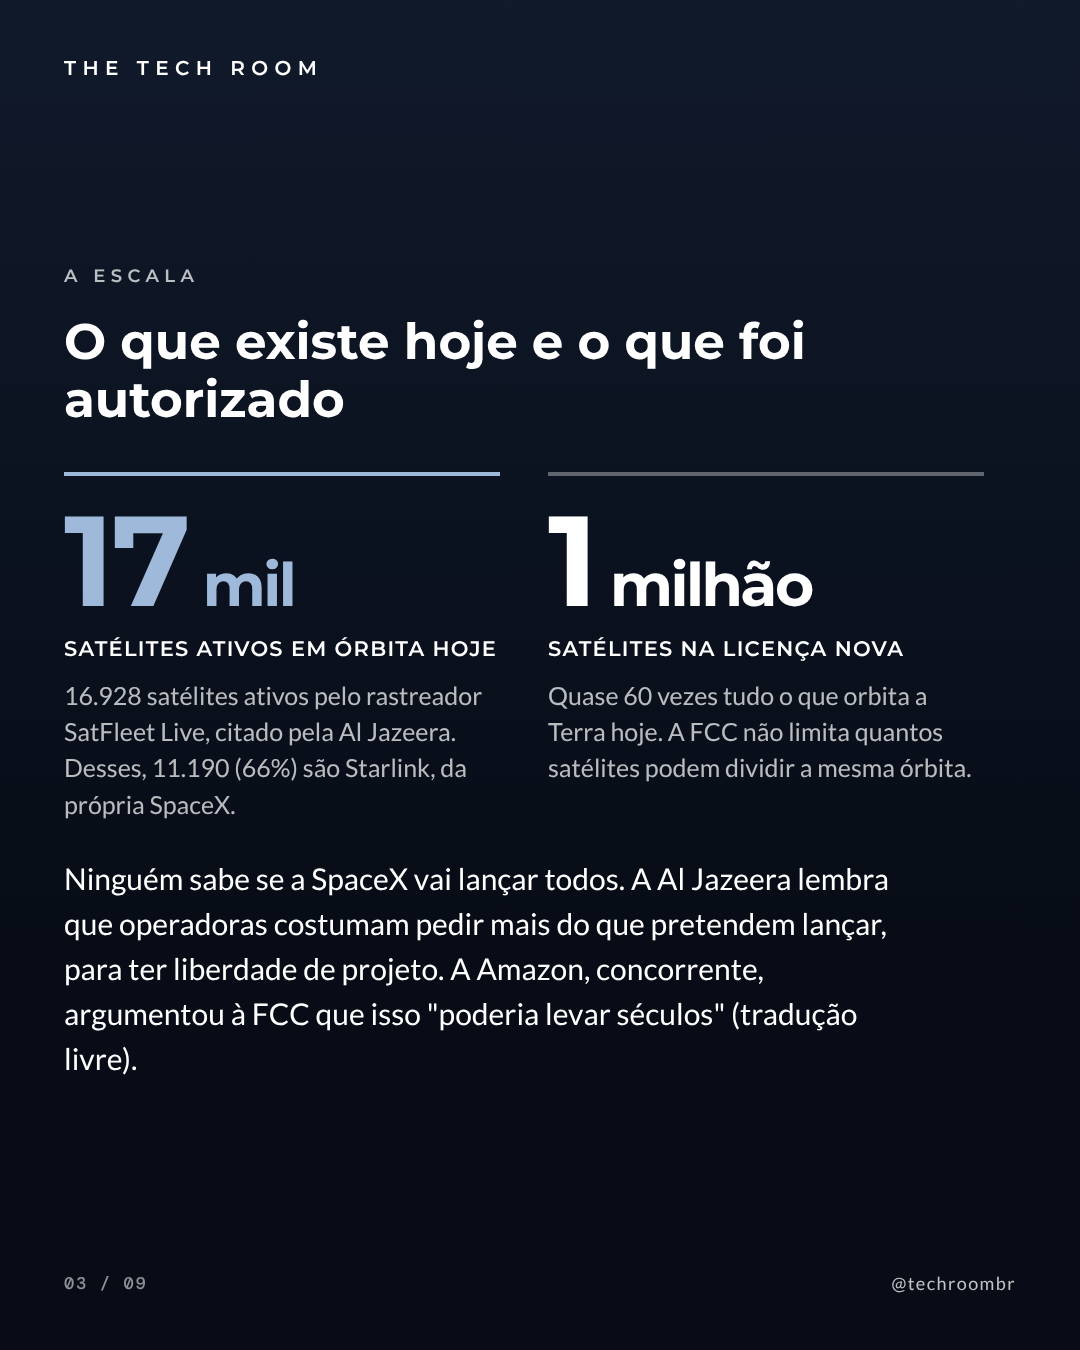 THE TECH ROOM
A ESCALA
O que existe hoje e o que foi
autorizado
17 mil
SATÉLITES ATIVOS EM ÓRBITA HOJE
16.928 satélites ativos pelo rastreador
SatFleet Live, citado pela Al Jazeera.
Desses, 11.190 (66%) são Starlink, da
própria SpaceX.
1 milhão
SATÉLITES NA LICENÇA NOVA
Quase 60 vezes tudo o que orbita a
Terra hoje. A FCC não limita quantos
satélites podem dividir a mesma órbita.
Ninguém sabe se a SpaceX vai lançar todos. A Al Jazeera lembra
que operadoras costumam pedir mais do que pretendem lançar,
para ter liberdade de projeto. A Amazon, concorrente,
argumentou à FCC que isso "poderia levar séculos" (tradução
livre).
03 / 09
@techroombr